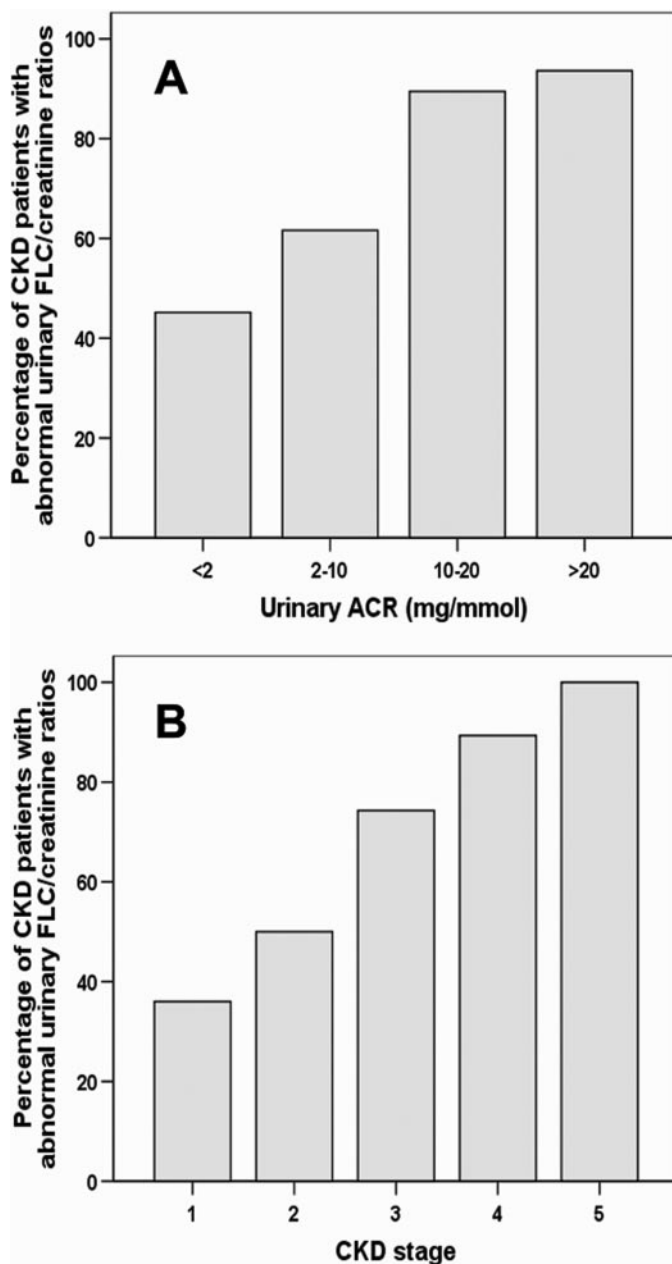 A
Percentage of CKD patients with
abnormal urinary FLC/creatinine ratios
100
80
60
40
20
0
<2 2-10 10-20 >20
Urinary ACR (mg/mmol)
B
Percentage of CKD patients with
abnormal urinary FLC/creatinine ratios
100
80
60
40
20
0
1 2 3 4 5
CKD stage